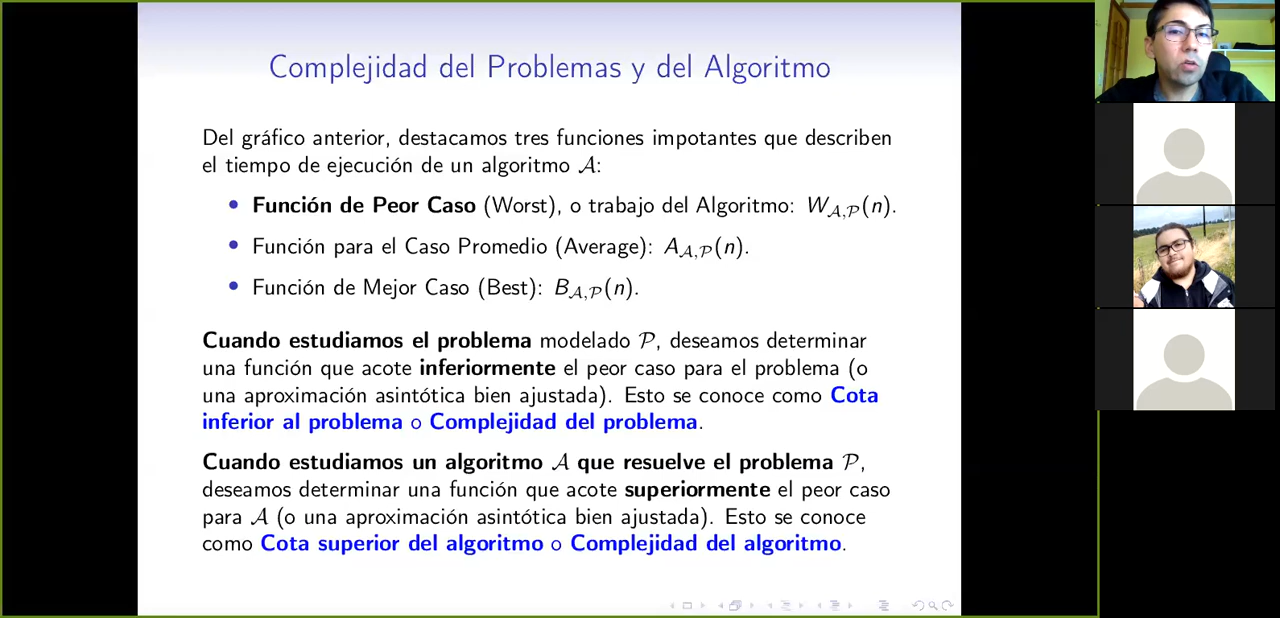 Complejidad del Problemas y del Algoritmo
Del gráfico anterior, destacamos tres funciones impotantes que describen
el tiempo de ejecución de un algoritmo 𝒜:
• Función de Peor Caso (Worst), o trabajo del Algoritmo: W𝒜,𝒫(n).
• Función para el Caso Promedio (Average): A𝒜,𝒫(n).
• Función de Mejor Caso (Best): B𝒜,𝒫(n).
Cuando estudiamos el problema modelado 𝒫, deseamos determinar
una función que acote inferiormente el peor caso para el problema (o
una aproximación asintótica bien ajustada). Esto se conoce como Cota
inferior al problema o Complejidad del problema.
Cuando estudiamos un algoritmo 𝒜 que resuelve el problema 𝒫,
deseamos determinar una función que acote superiormente el peor caso
para 𝒜 (o una aproximación asintótica bien ajustada). Esto se conoce
como Cota superior del algoritmo o Complejidad del algoritmo.